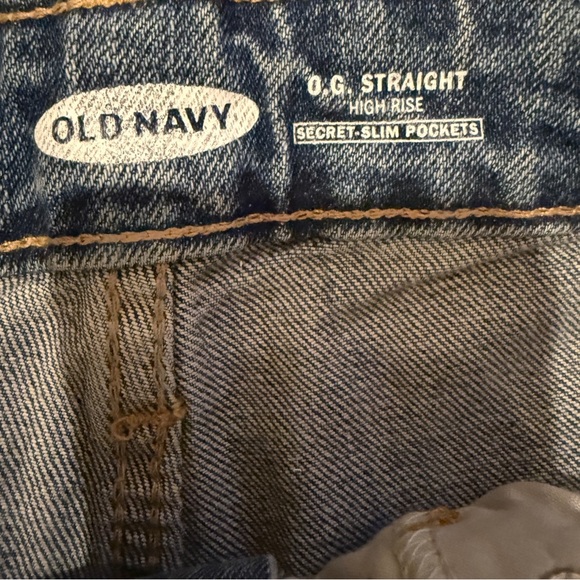 OLD NAVY
O.G. STRAIGHT
HIGH RISE
SECRET-SLIM POCKETS